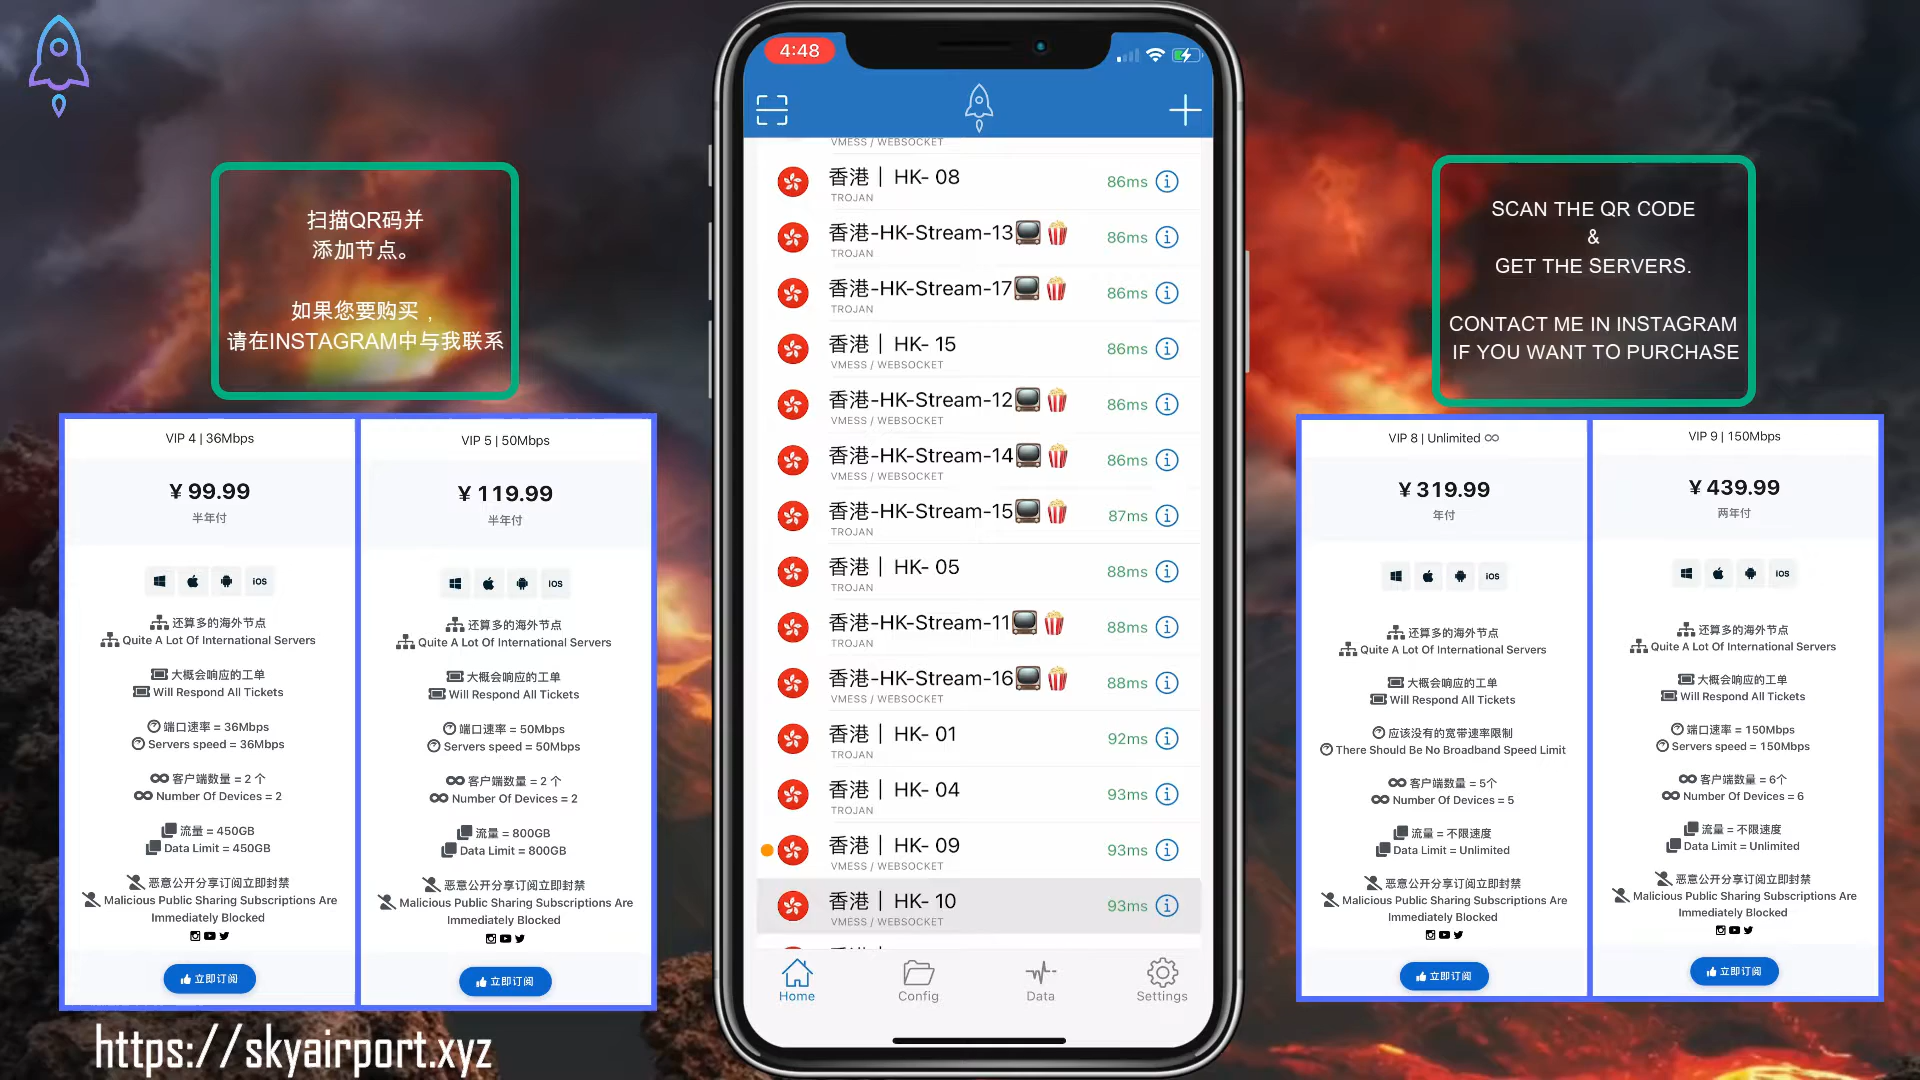 扫描QR码并
添加节点。
如果您要购买，
请在INSTAGRAM中与我联系
VIP 4 | 36Mbps
¥ 99.99
半年付
iOS
还算多的海外节点
Quite A Lot Of International Servers
大概会响应的工单
Will Respond All Tickets
端口速率 = 36Mbps
Servers speed = 36Mbps
客户端数量 = 2 个
Number Of Devices = 2
流量 = 450GB
Data Limit = 450GB
恶意公开分享订阅立即封禁
Malicious Public Sharing Subscriptions Are
Immediately Blocked
立即订阅
VIP 5 | 50Mbps
¥ 119.99
半年付
iOS
还算多的海外节点
Quite A Lot Of International Servers
大概会响应的工单
Will Respond All Tickets
端口速率 = 50Mbps
Servers speed = 50Mbps
客户端数量 = 2 个
Number Of Devices = 2
流量 = 800GB
Data Limit = 800GB
恶意公开分享订阅立即封禁
Malicious Public Sharing Subscriptions Are
Immediately Blocked
立即订阅
https://skyairport.xyz
4:48
VMESS / WEBSOCKET
香港 | HK- 08
86ms
TROJAN
香港-HK-Stream-13📺🍿
86ms
TROJAN
香港-HK-Stream-17📺🍿
86ms
TROJAN
香港 | HK- 15
86ms
VMESS / WEBSOCKET
香港-HK-Stream-12📺🍿
86ms
VMESS / WEBSOCKET
香港-HK-Stream-14📺🍿
86ms
VMESS / WEBSOCKET
香港-HK-Stream-15📺🍿
87ms
TROJAN
香港 | HK- 05
88ms
TROJAN
香港-HK-Stream-11📺🍿
88ms
TROJAN
香港-HK-Stream-16📺🍿
88ms
VMESS / WEBSOCKET
香港 | HK- 01
92ms
TROJAN
香港 | HK- 04
93ms
TROJAN
香港 | HK- 09
93ms
VMESS / WEBSOCKET
香港 | HK- 10
93ms
VMESS / WEBSOCKET
Home
Config
Data
Settings
SCAN THE QR CODE
&
GET THE SERVERS.
CONTACT ME IN INSTAGRAM
IF YOU WANT TO PURCHASE
VIP 8 | Unlimited ∞
¥ 319.99
年付
iOS
还算多的海外节点
Quite A Lot Of International Servers
大概会响应的工单
Will Respond All Tickets
应该没有的宽带速率限制
There Should Be No Broadband Speed Limit
客户端数量 = 5个
Number Of Devices = 5
流量 = 不限速度
Data Limit = Unlimited
恶意公开分享订阅立即封禁
Malicious Public Sharing Subscriptions Are
Immediately Blocked
立即订阅
VIP 9 | 150Mbps
¥ 439.99
两年付
iOS
还算多的海外节点
Quite A Lot Of International Servers
大概会响应的工单
Will Respond All Tickets
端口速率 = 150Mbps
Servers speed = 150Mbps
客户端数量 = 6个
Number Of Devices = 6
流量 = 不限速度
Data Limit = Unlimited
恶意公开分享订阅立即封禁
Malicious Public Sharing Subscriptions Are
Immediately Blocked
立即订阅